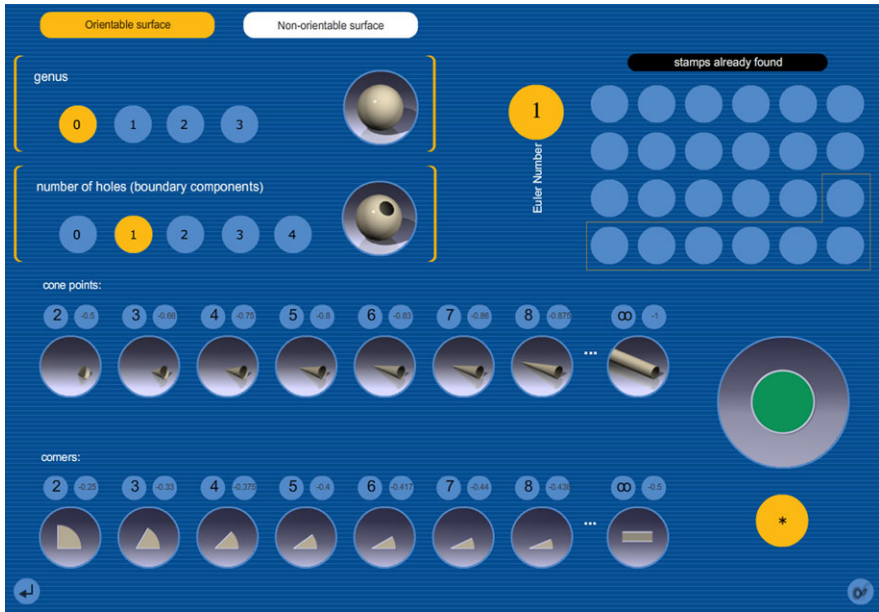 Orientable surface
Non-orientable surface
stamps already found
genus
0 1 2 3
1
Euler Number
number of holes (boundary components)
0 1 2 3 4
cone points:
2 -0.5 3 -0.66 4 -0.75 5 -0.8 6 -0.83 7 -0.86 8 -0.875 ... ∞ -1
corners:
2 -0.25 3 -0.33 4 -0.375 5 -0.4 6 -0.417 7 -0.44 8 -0.438 ... ∞ -0.5
*